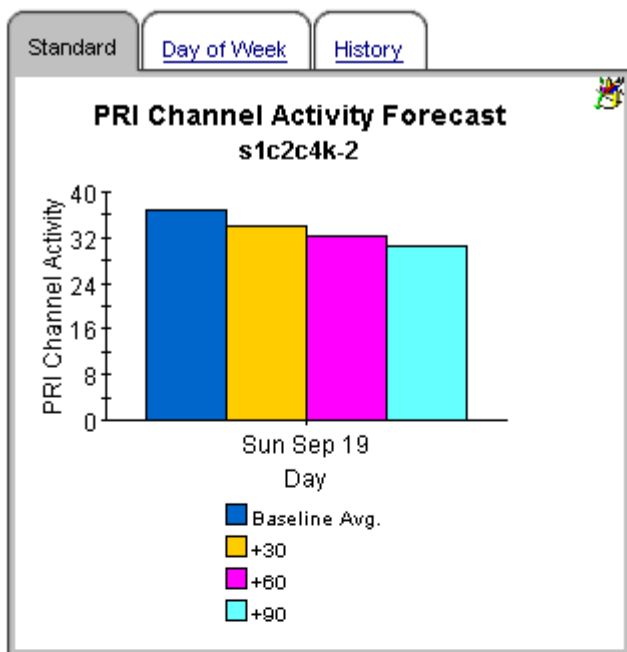 Standard
Day of Week
History
PRI Channel Activity Forecast
s1c2c4k-2
PRI Channel Activity
40
32
24
16
8
0
Sun Sep 19
Day
Baseline Avg.
+30
+60
+90